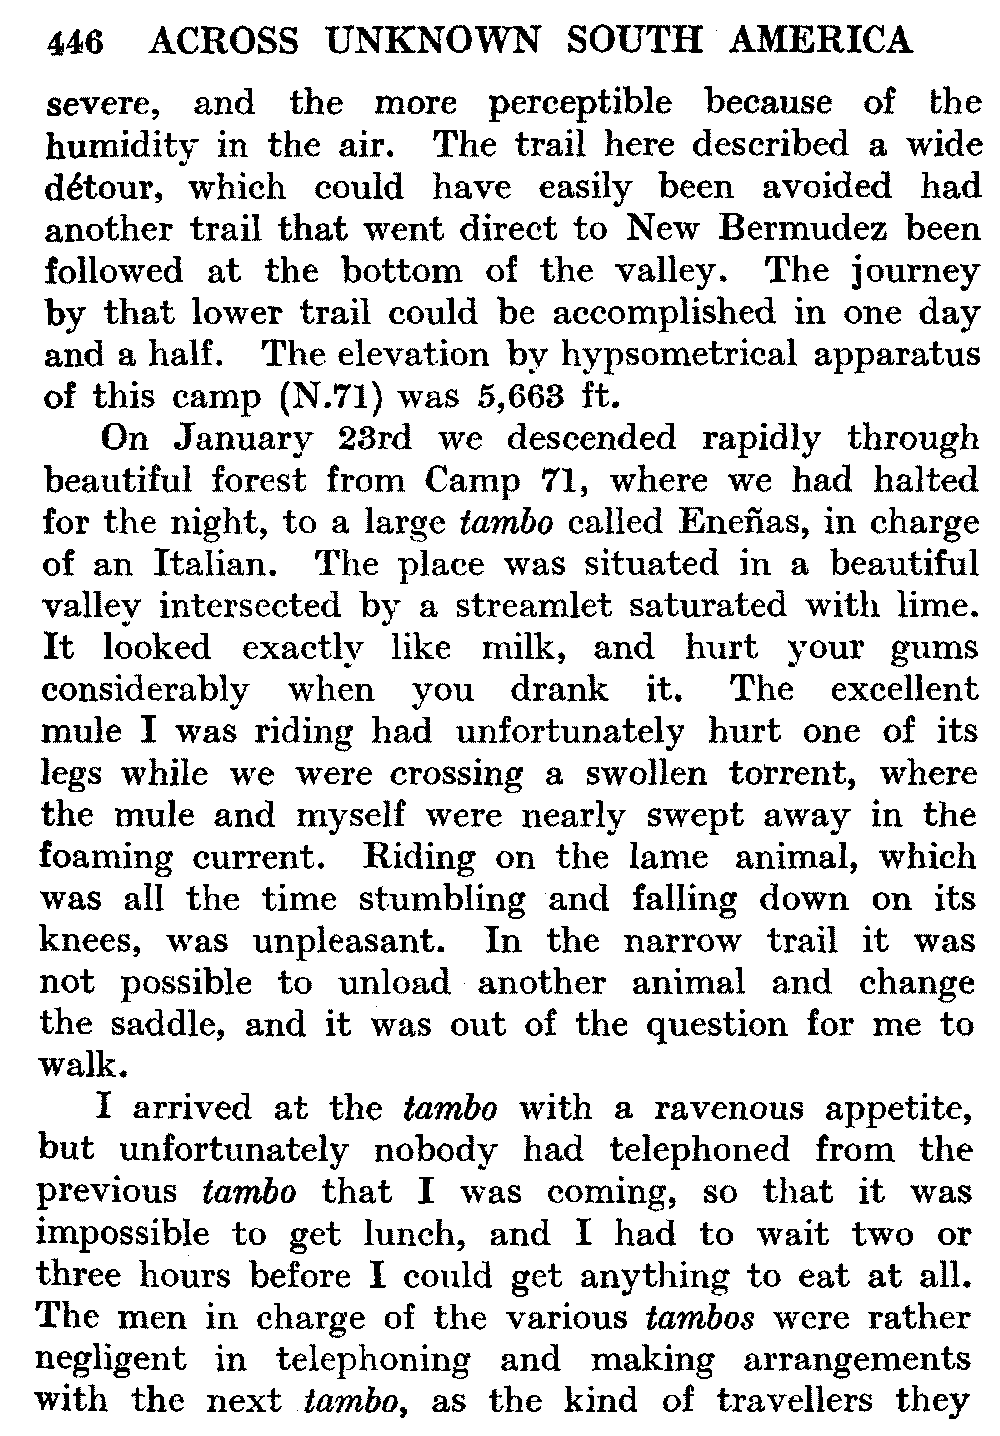 446 ACROSS UNKNOWN SOUTH AMERICA
severe, and the more perceptible because of the
humidity in the air. The trail here described a wide
détour, which could have easily been avoided had
another trail that went direct to New Bermudez been
followed at the bottom of the valley. The journey
by that lower trail could be accomplished in one day
and a half. The elevation by hypsometrical apparatus
of this camp (N.71) was 5,663 ft.
On January 23rd we descended rapidly through
beautiful forest from Camp 71, where we had halted
for the night, to a large tambo called Eneñas, in charge
of an Italian. The place was situated in a beautiful
valley intersected by a streamlet saturated with lime.
It looked exactly like milk, and hurt your gums
considerably when you drank it. The excellent
mule I was riding had unfortunately hurt one of its
legs while we were crossing a swollen torrent, where
the mule and myself were nearly swept away in the
foaming current. Riding on the lame animal, which
was all the time stumbling and falling down on its
knees, was unpleasant. In the narrow trail it was
not possible to unload another animal and change
the saddle, and it was out of the question for me to
walk.
I arrived at the tambo with a ravenous appetite,
but unfortunately nobody had telephoned from the
previous tambo that I was coming, so that it was
impossible to get lunch, and I had to wait two or
three hours before I could get anything to eat at all.
The men in charge of the various tambos were rather
negligent in telephoning and making arrangements
with the next tambo, as the kind of travellers they